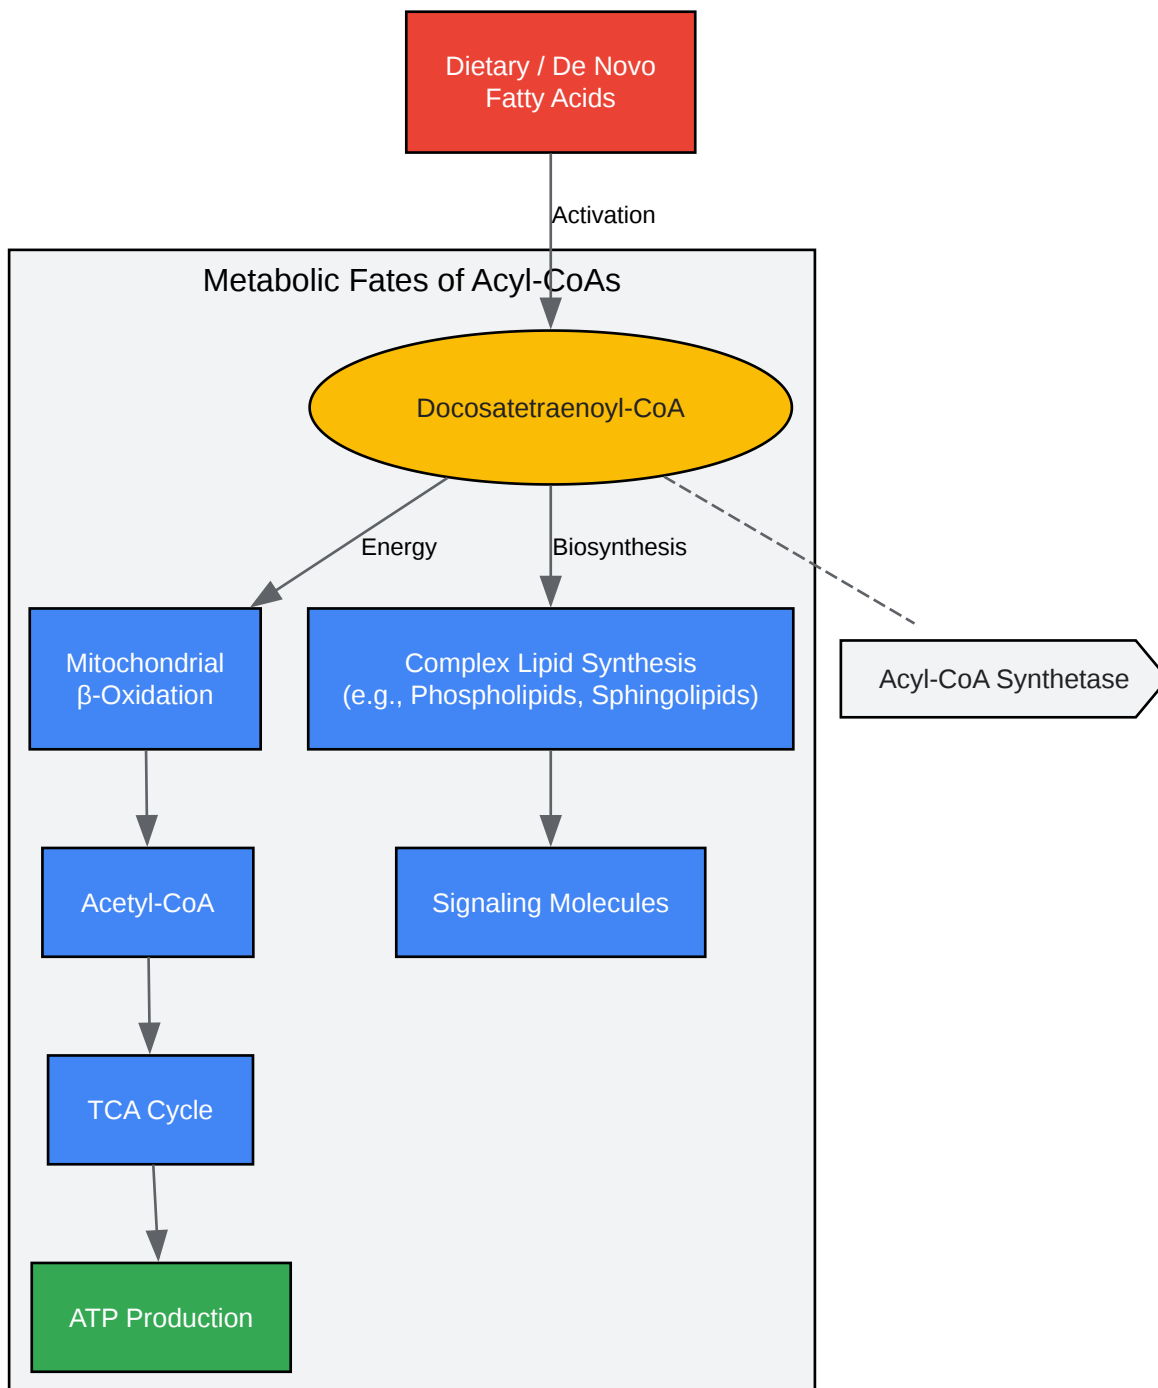 Dietary / De Novo
Fatty Acids
Activation
Metabolic Fates of Acyl-CoAs
Docosatetraenoyl-CoA
Energy
Biosynthesis
Mitochondrial
β-Oxidation
Complex Lipid Synthesis
(e.g., Phospholipids, Sphingolipids)
Acyl-CoA Synthetase
Acetyl-CoA
Signaling Molecules
TCA Cycle
ATP Production